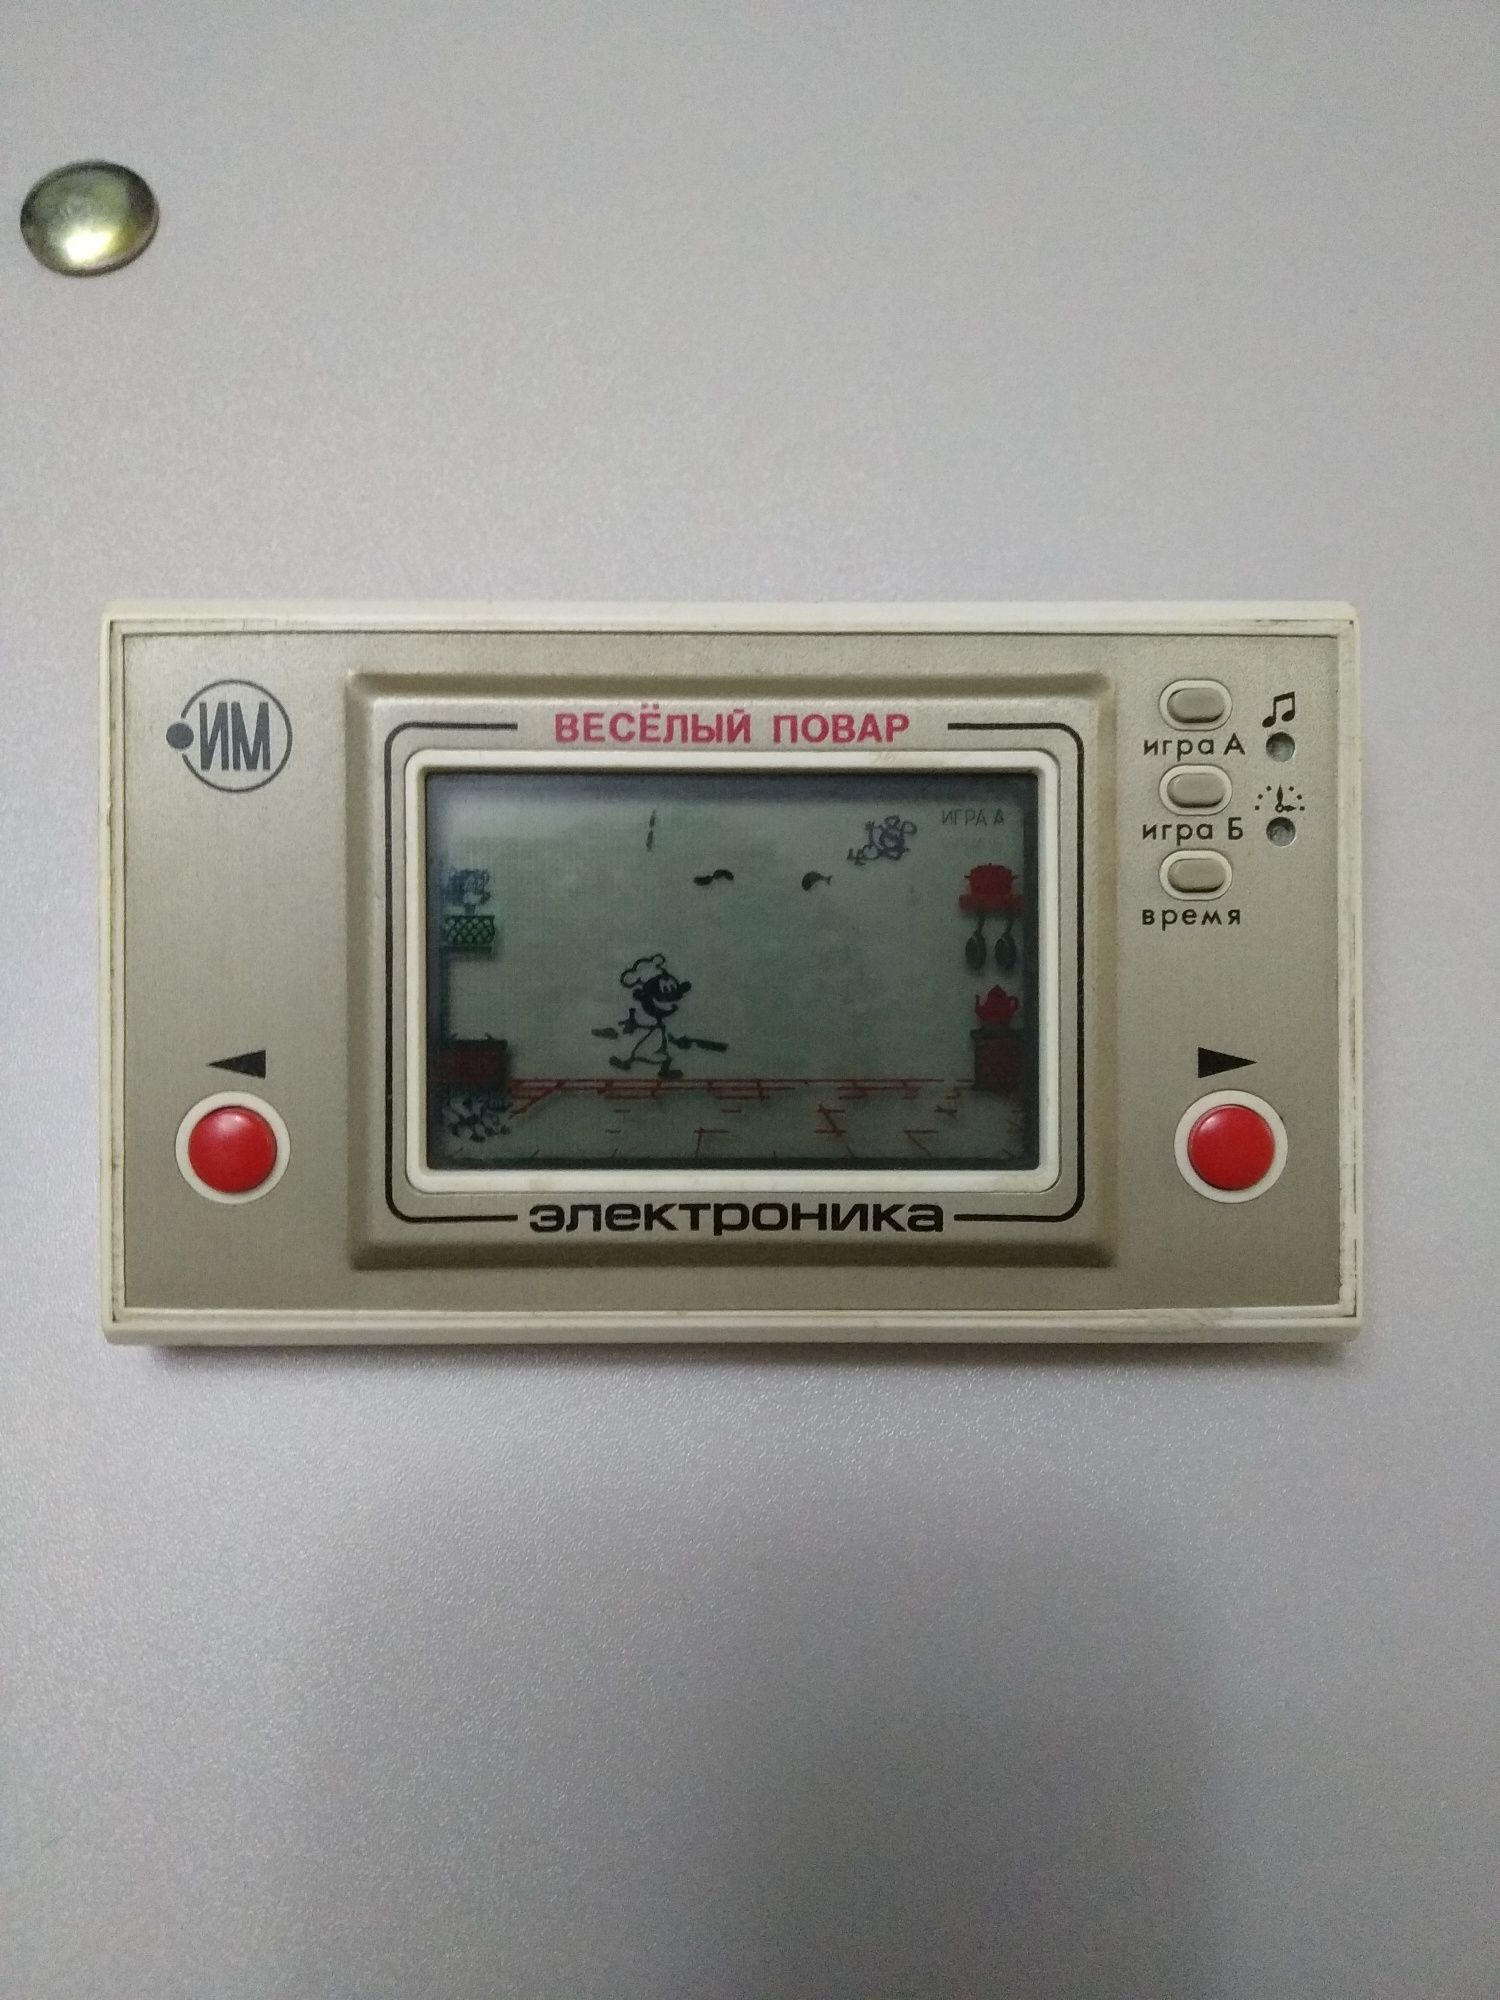 ИМ
ВЕСЁЛЫЙ ПОВАР
игра А
игра Б
время
ИГРА А
электроника